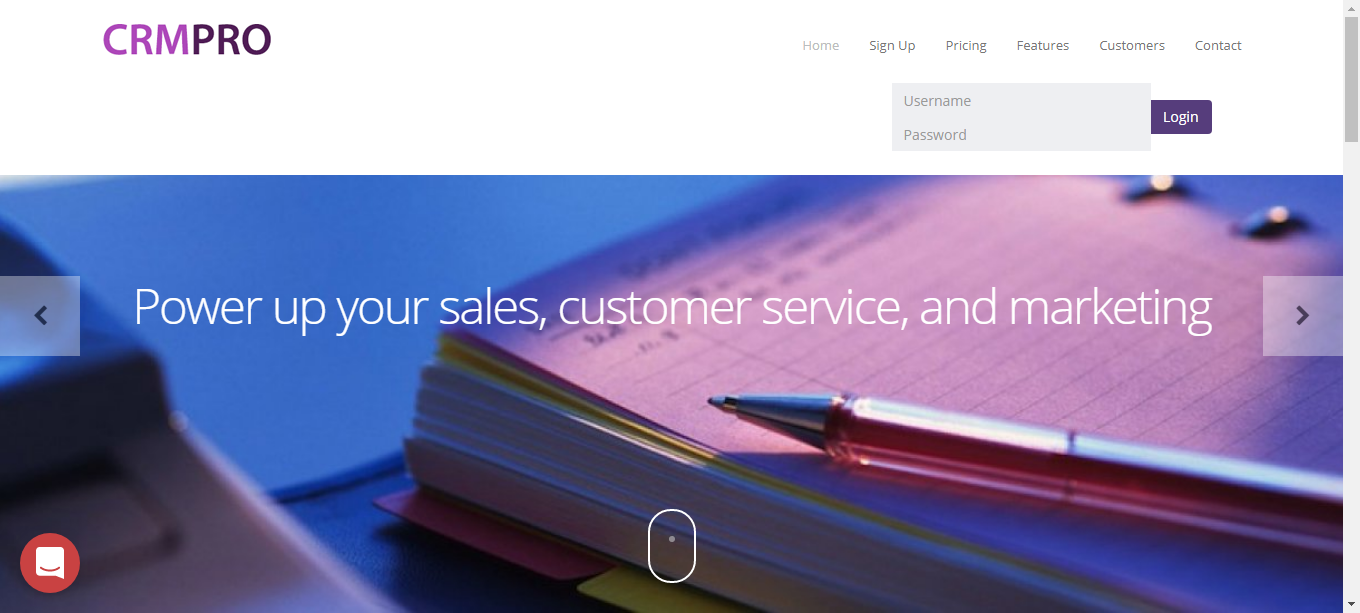 CRMPRO
Home Sign Up Pricing Features Customers Contact
Username
Password
Login
Power up your sales, customer service, and marketing